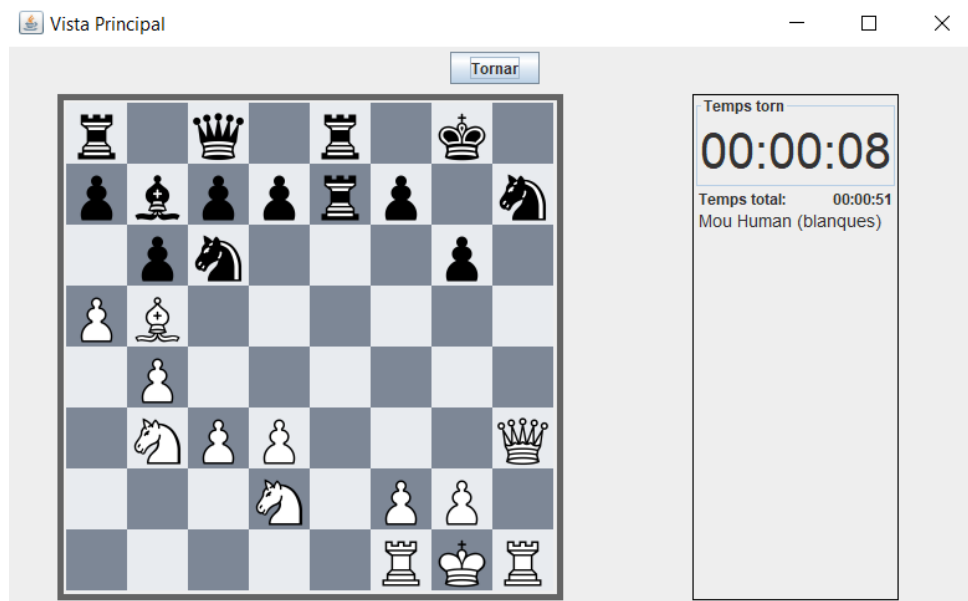 Vista Principal
Tornar
Temps torn
00:00:08
Temps total: 00:00:51
Mou Human (blanques)